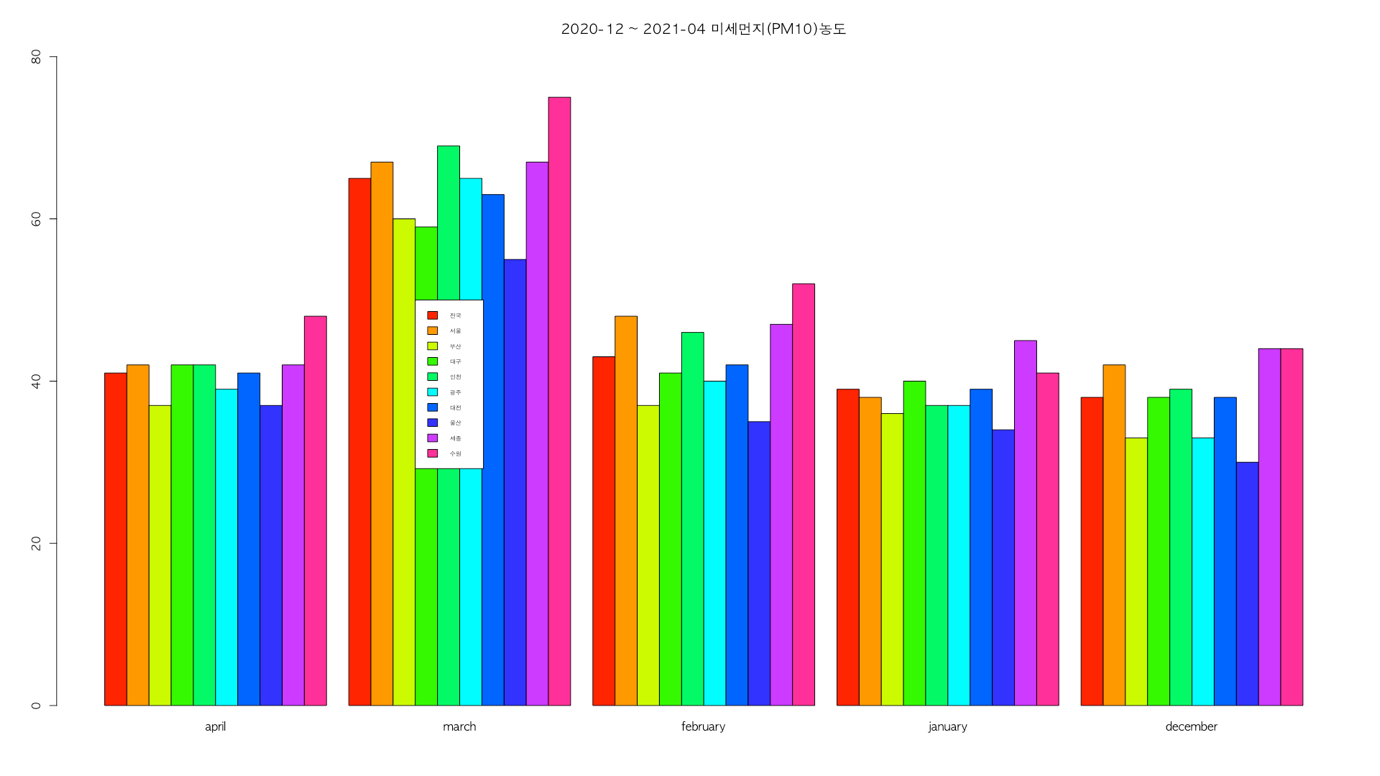 2020-12 ~ 2021-04 미세먼지(PM10)농도
80
60
40
20
0
전국
서울
부산
대구
인천
광주
대전
울산
세종
수원
april
march
february
january
december